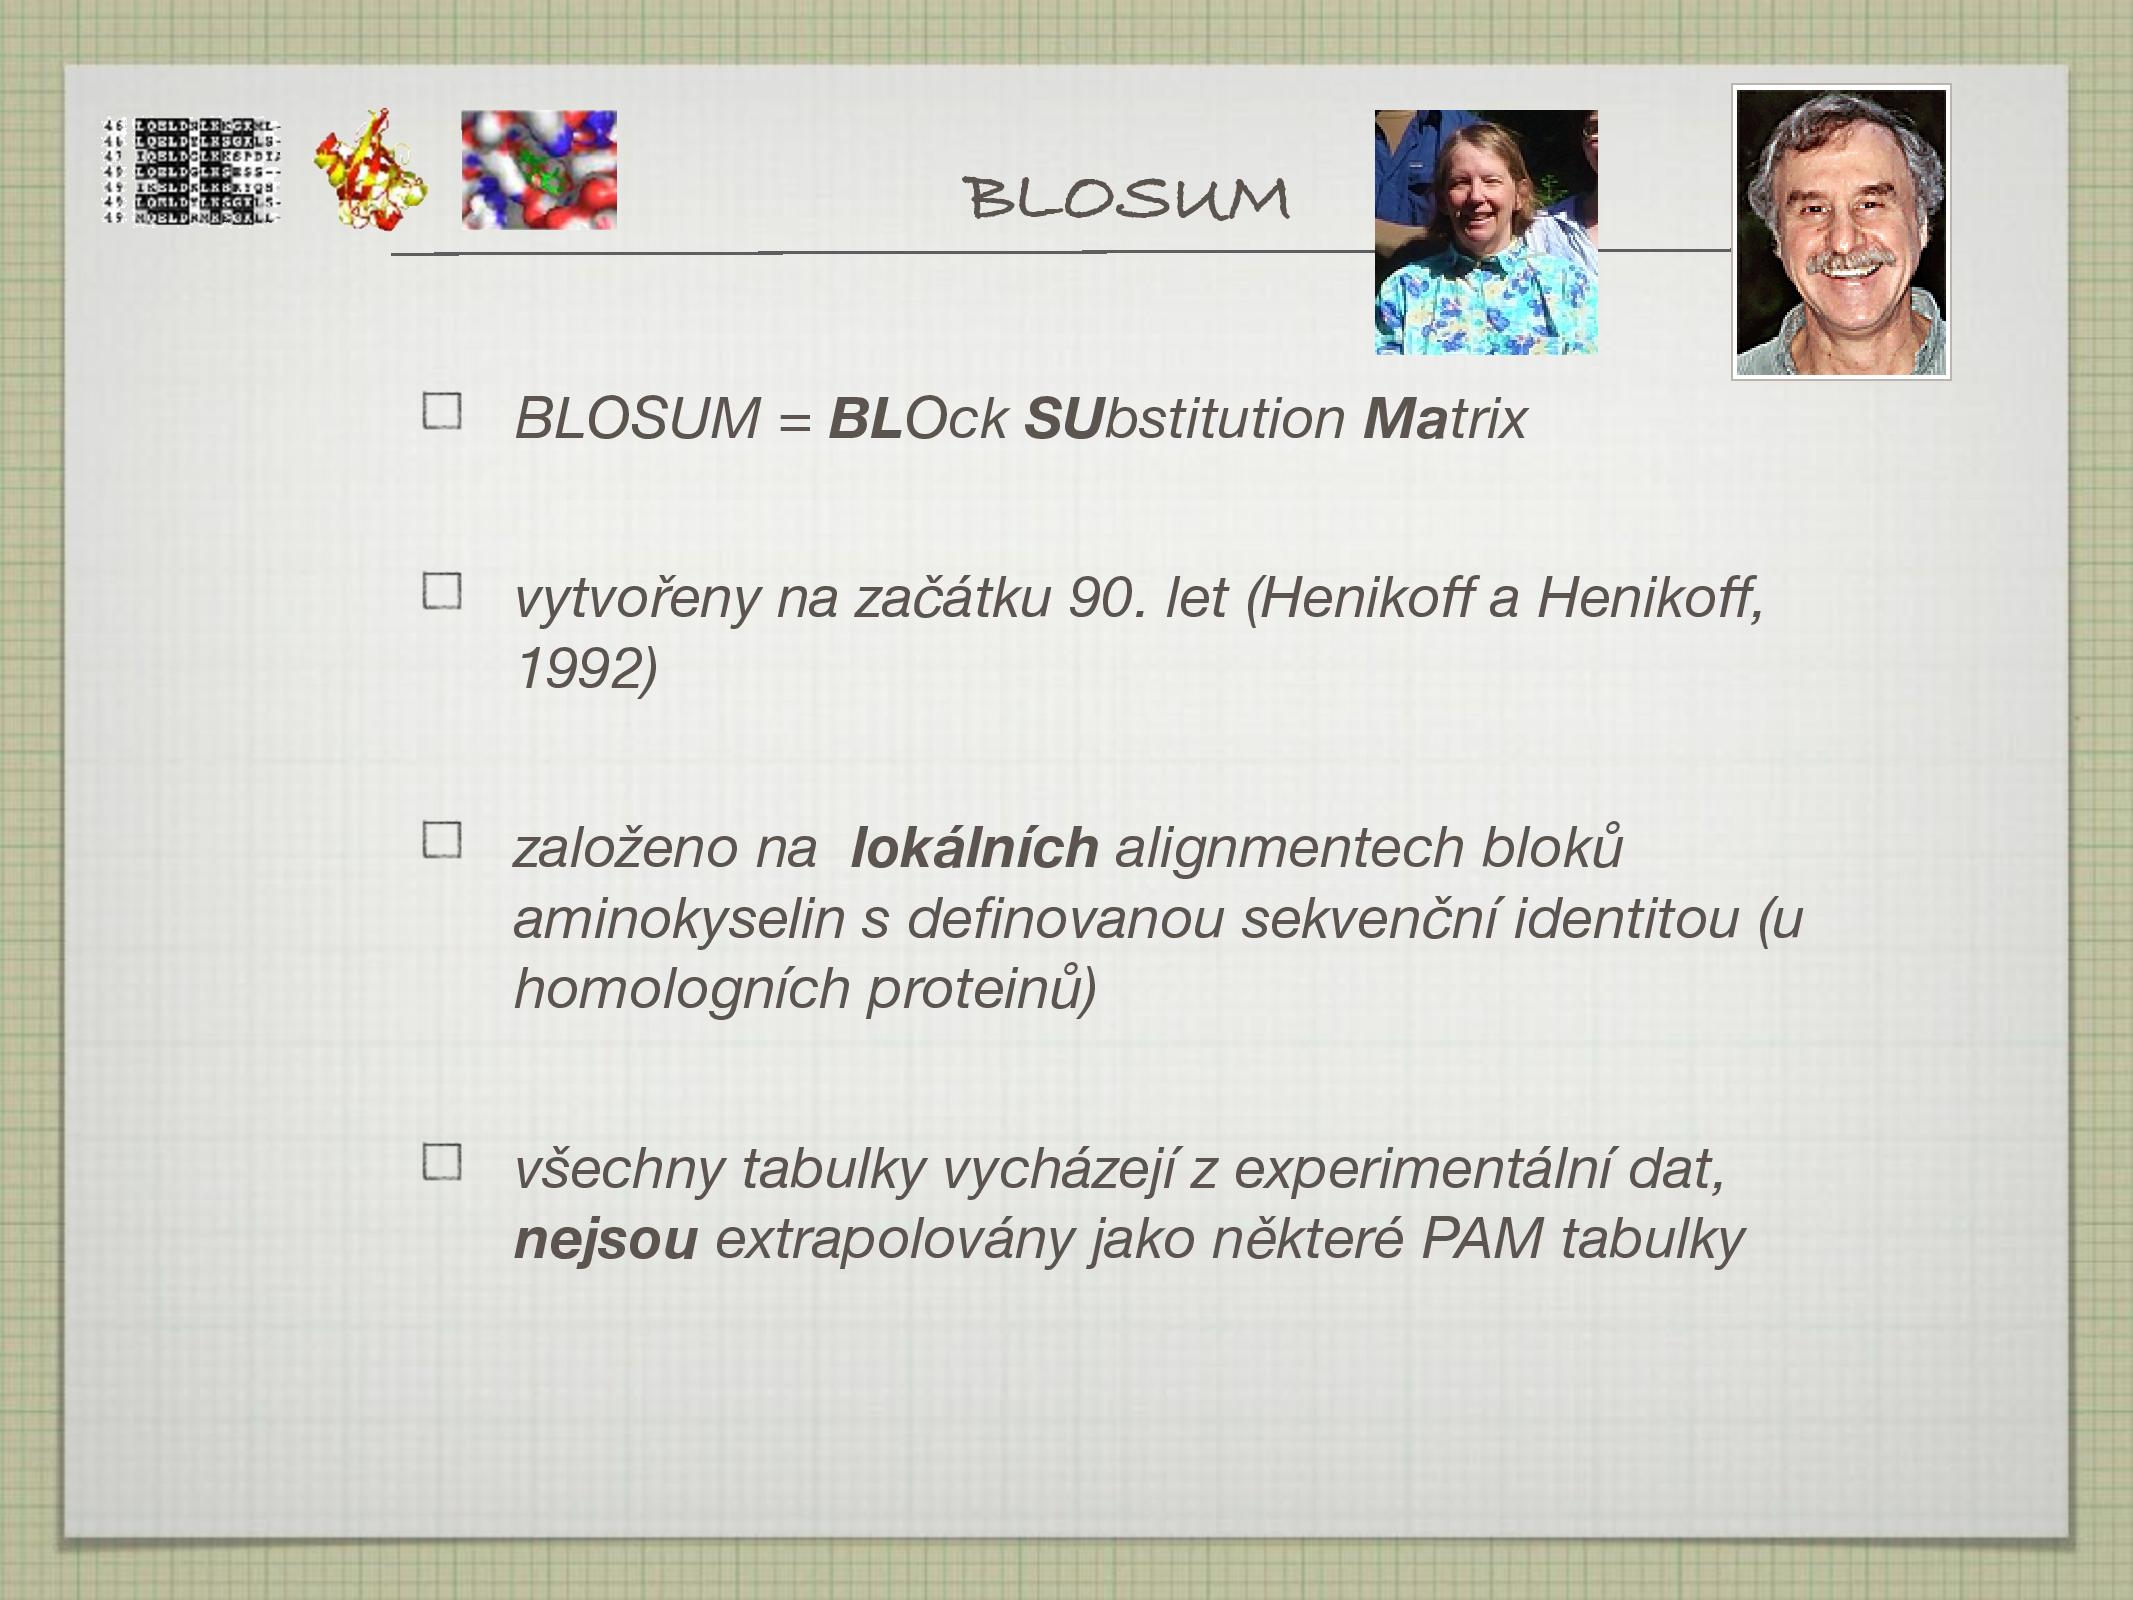 BLOSUM
BLOSUM = BLOck SUbstitution Matrix
vytvořeny na začátku 90. let (Henikoff a Henikoff,
1992)
založeno na lokálních alignmentech bloků
aminokyselin s definovanou sekvenční identitou (u
homologních proteinů)
všechny tabulky vycházejí z experimentální dat,
nejsou extrapolovány jako některé PAM tabulky